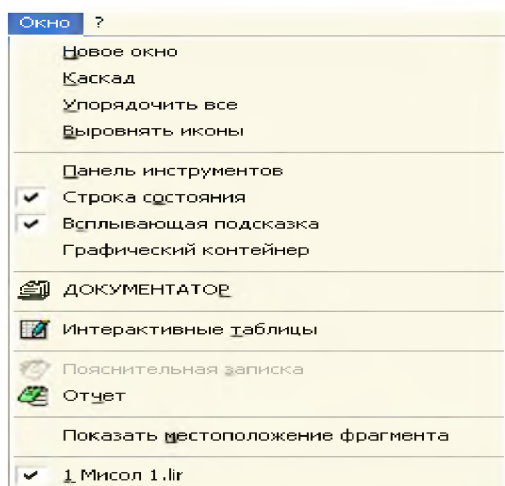 Окно ?
Новое окно
Каскад
Упорядочить все
Выровнять иконы
Панель инструментов
Строка состояния
Всплывающая подсказка
Графический контейнер
ДОКУМЕНТАТОР
Интерактивные таблицы
Пояснительная записка
Отчет
Показать местоположение фрагмента
1 Мисол 1.lir